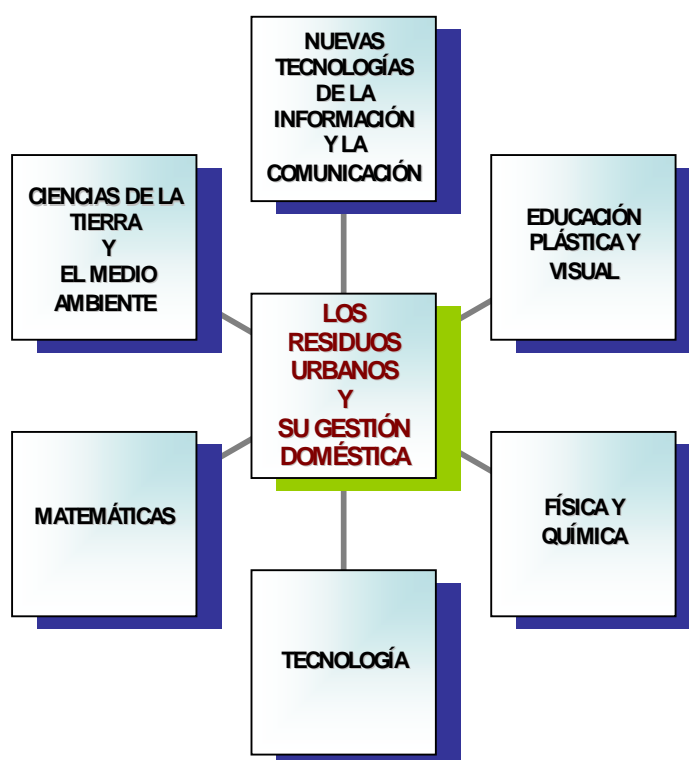 NUEVAS
TECNOLOGÍAS
DE LA
INFORMACIÓN
Y LA
COMUNICACIÓN
CIENCIAS DE LA
TIERRA
Y
EL MEDIO
AMBIENTE
EDUCACIÓN
PLÁSTICA Y
VISUAL
LOS
RESIDUOS
URBANOS
Y
SU GESTIÓN
DOMÉSTICA
MATEMÁTICAS
FÍSICA Y
QUÍMICA
TECNOLOGÍA